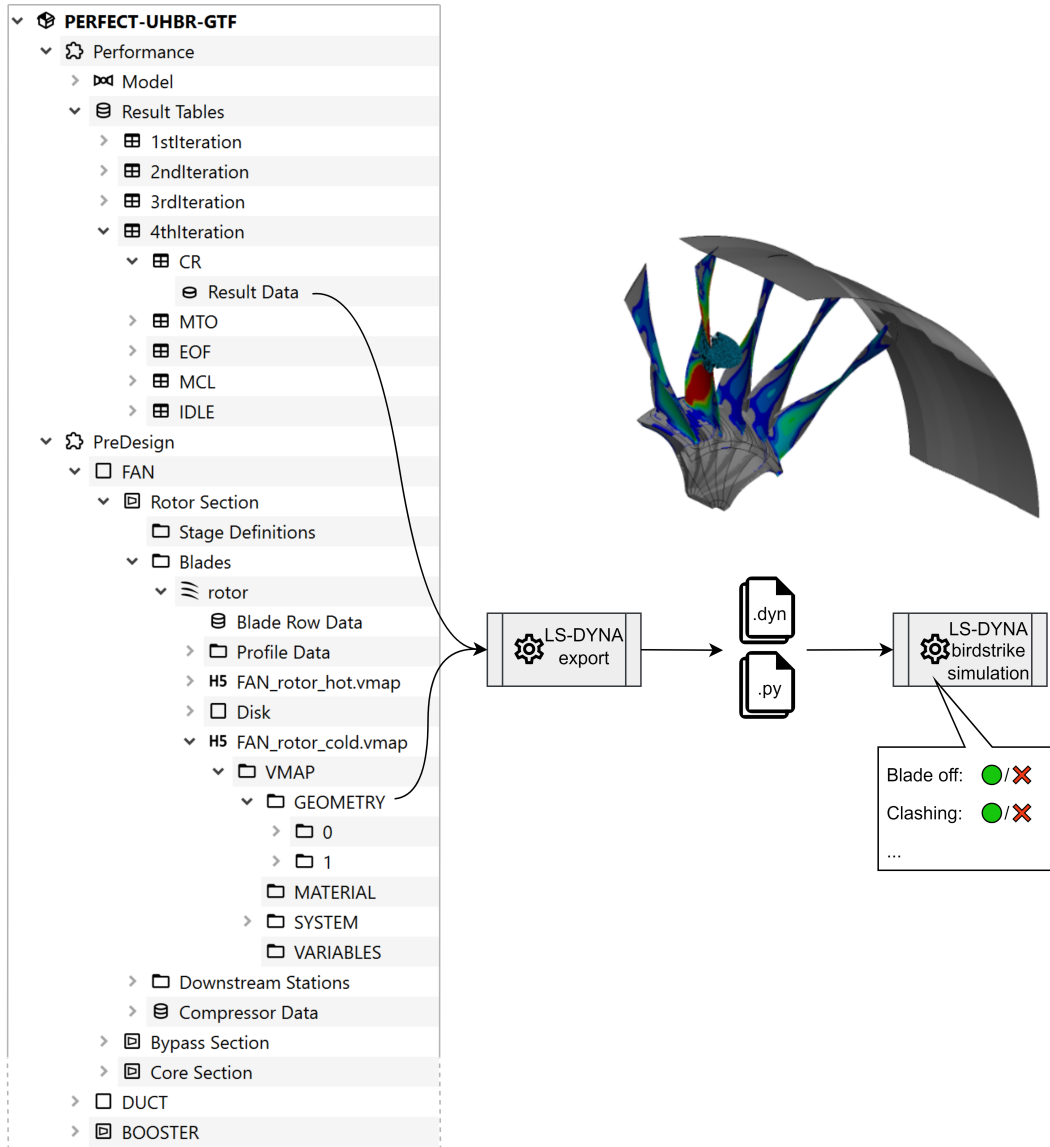 PERFECT-UHBR-GTF
Performance
Model
Result Tables
1stIteration
2ndIteration
3rdIteration
4thIteration
CR
Result Data
MTO
EOF
MCL
IDLE
PreDesign
FAN
Rotor Section
Stage Definitions
Blades
rotor
Blade Row Data
Profile Data
H5 FAN_rotor_hot.vmap
Disk
H5 FAN_rotor_cold.vmap
VMAP
GEOMETRY
0
1
MATERIAL
SYSTEM
VARIABLES
Downstream Stations
Compressor Data
Bypass Section
Core Section
DUCT
BOOSTER
LS-DYNA
export
.dyn
.py
LS-DYNA
birdstrike
simulation
Blade off: /
Clashing: /
...